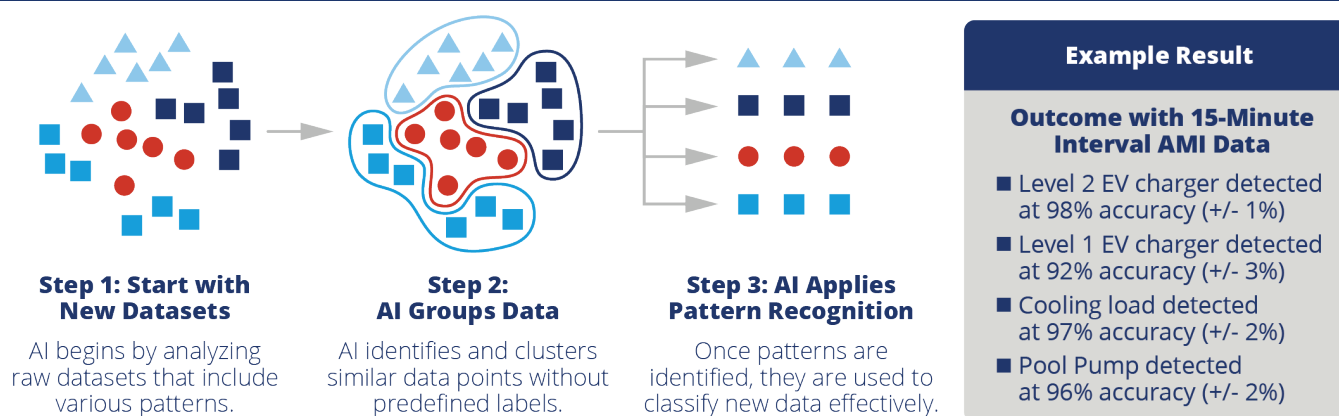 Step 1: Start with
New Datasets
AI begins by analyzing
raw datasets that include
various patterns.
Step 2:
AI Groups Data
AI identifies and clusters
similar data points without
predefined labels.
Step 3: AI Applies
Pattern Recognition
Once patterns are
identified, they are used to
classify new data effectively.
Example Result
Outcome with 15-Minute
Interval AMI Data
Level 2 EV charger detected
at 98% accuracy (+/- 1%)
Level 1 EV charger detected
at 92% accuracy (+/- 3%)
Cooling load detected
at 97% accuracy (+/- 2%)
Pool Pump detected
at 96% accuracy (+/- 2%)